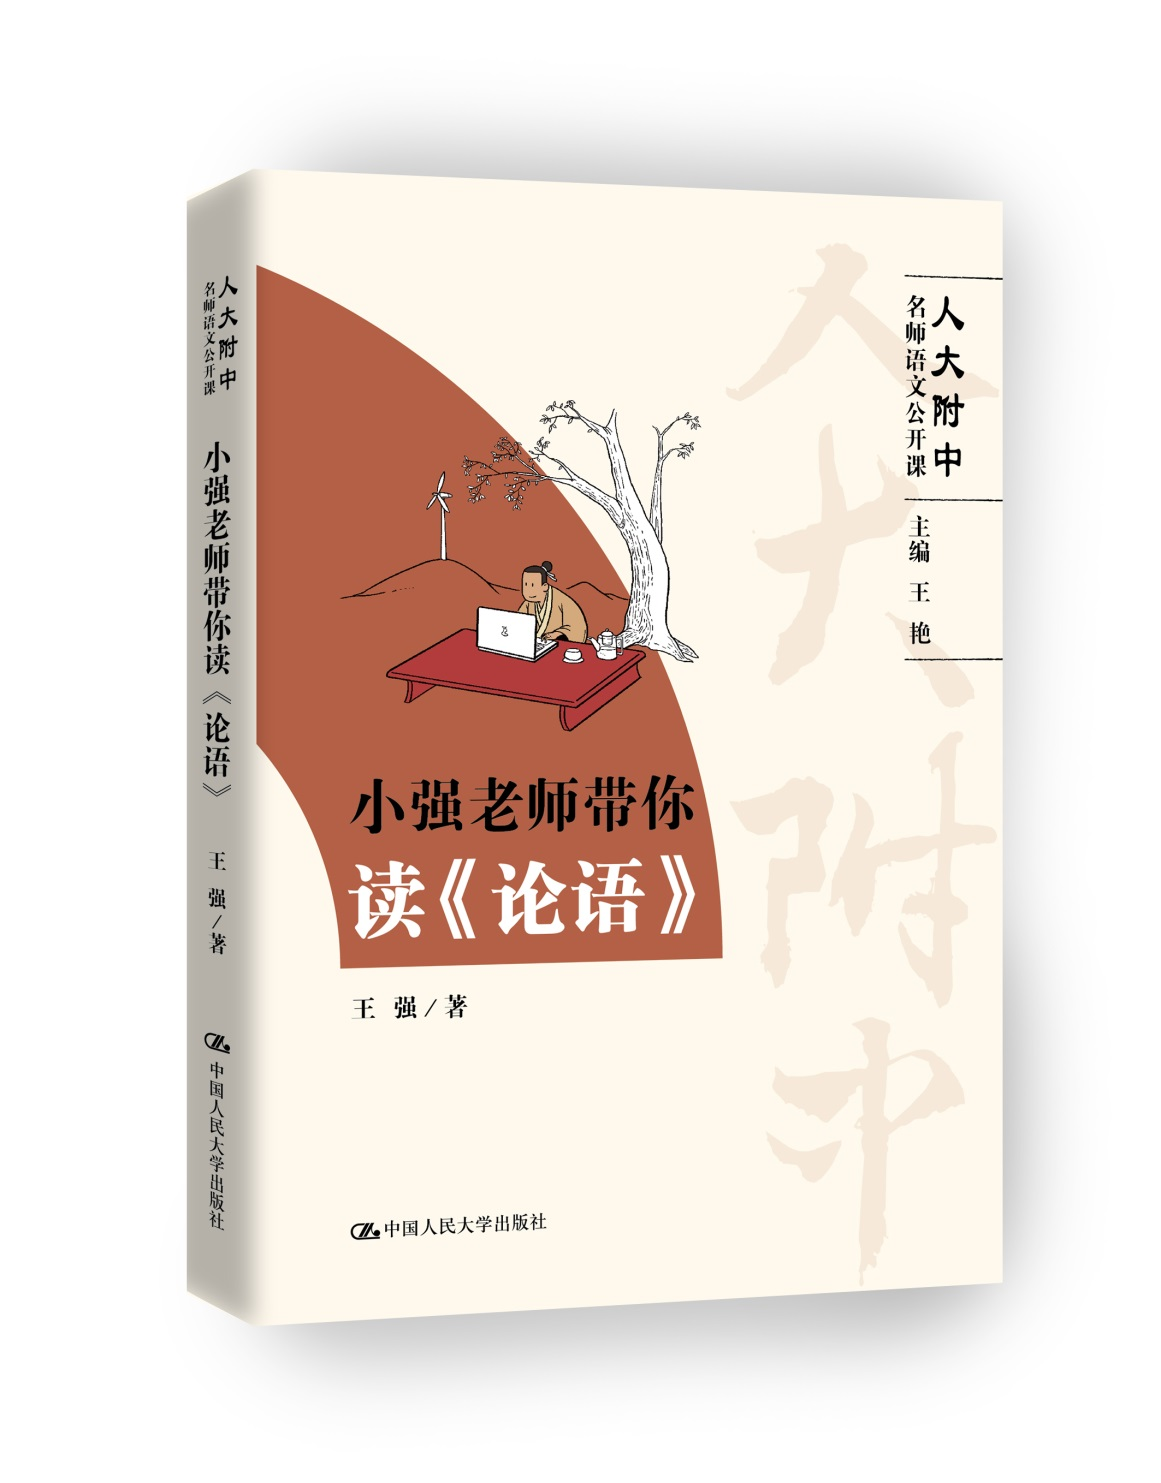 人大附中
名师语文公开课
小强老师带你读《论语》
王 强/著
中国人民大学出版社
人大附中
人大附中
名师语文公开课
主编 王 艳
小强老师带你
读《论语》
王 强/著
中国人民大学出版社